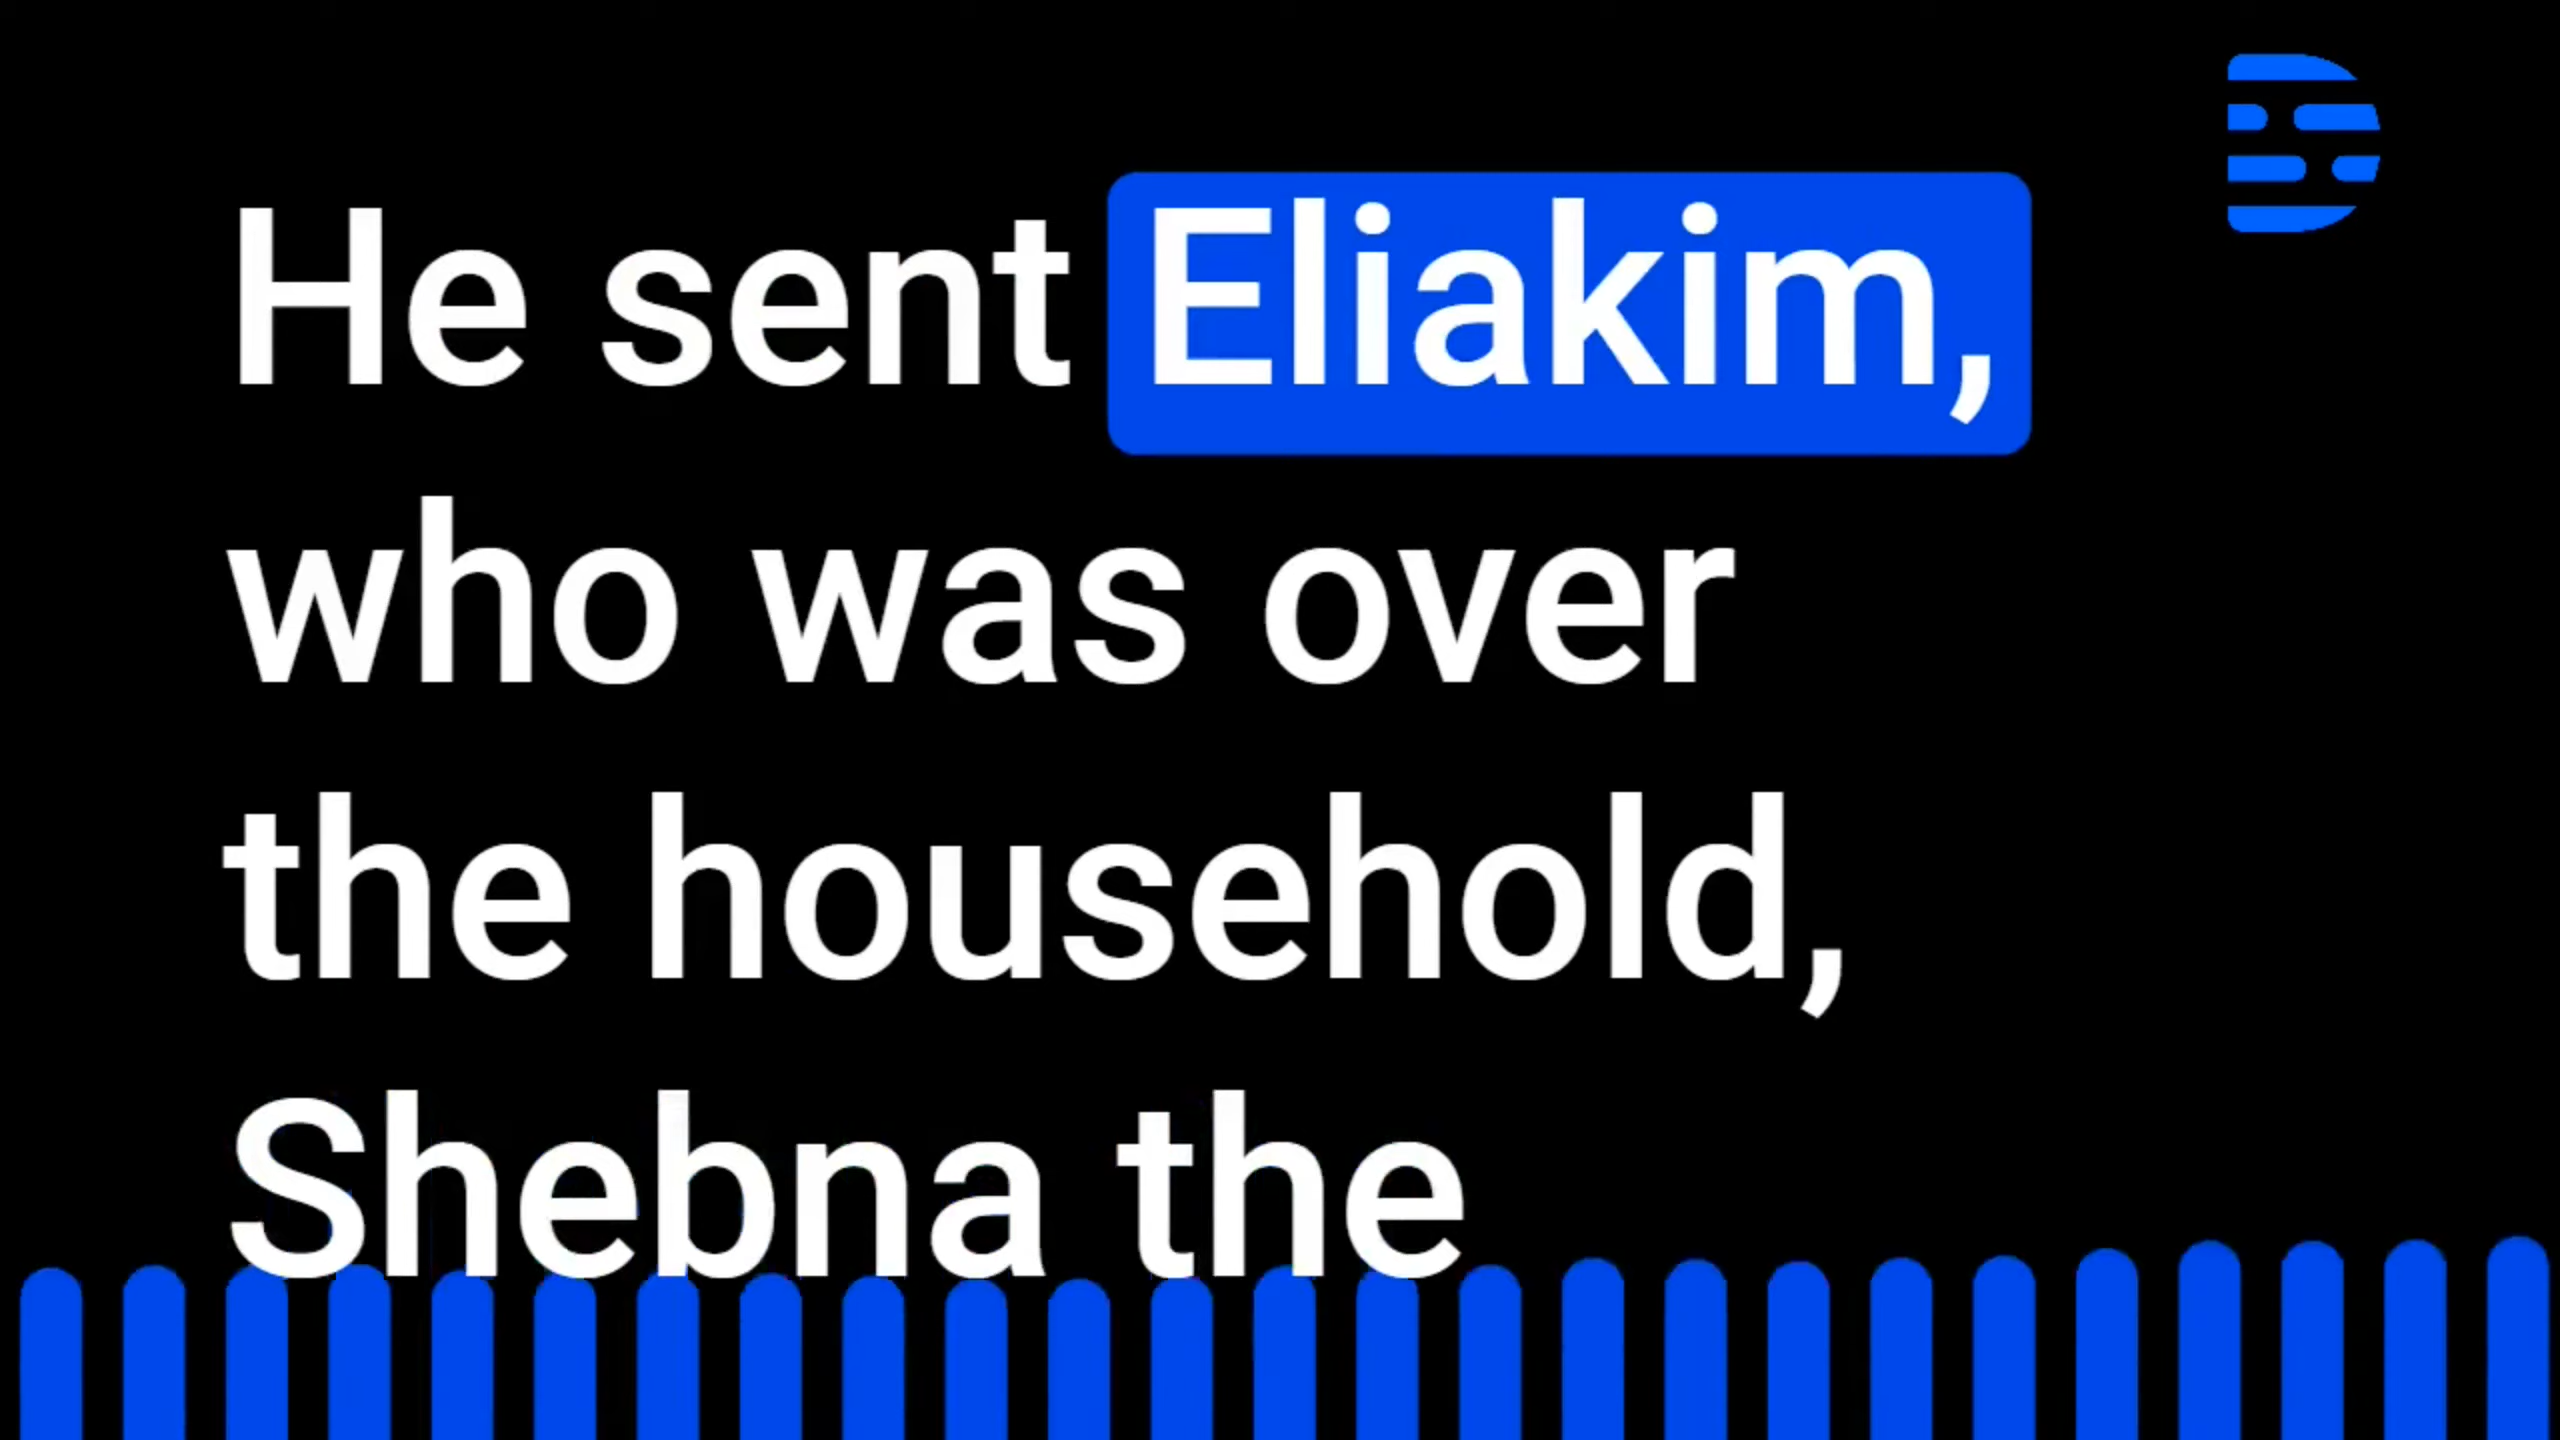 He sent Eliakim,
who was over
the household,
Shebna the